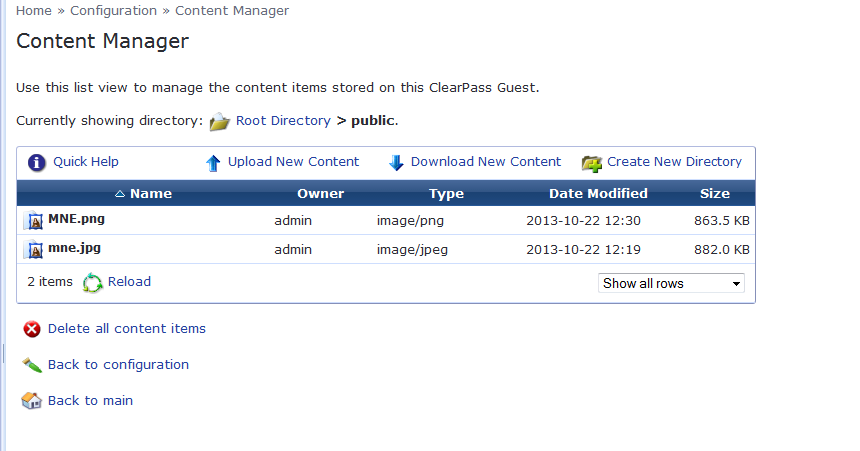 Home » Configuration » Content Manager
Content Manager
Use this list view to manage the content items stored on this ClearPass Guest.
Currently showing directory: Root Directory > public.
Quick Help Upload New Content Download New Content Create New Directory
Name Owner Type Date Modified Size
MNE.png admin image/png 2013-10-22 12:30 863.5 KB
mne.jpg admin image/jpeg 2013-10-22 12:19 882.0 KB
2 items Reload Show all rows
Delete all content items
Back to configuration
Back to main